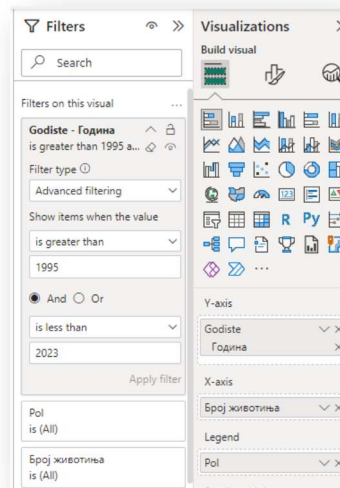 Filters
Search
Filters on this visual
...
Godiste - Година
is greater than 1995 a...
Filter type
Advanced filtering
Show items when the value
is greater than
1995
And Or
is less than
2023
Apply filter
Pol
is (All)
Број животиња
is (All)
Visualizations
Build visual
123
R Py
...
Y-axis
Godiste
Година
X-axis
Број животиња
Legend
Pol